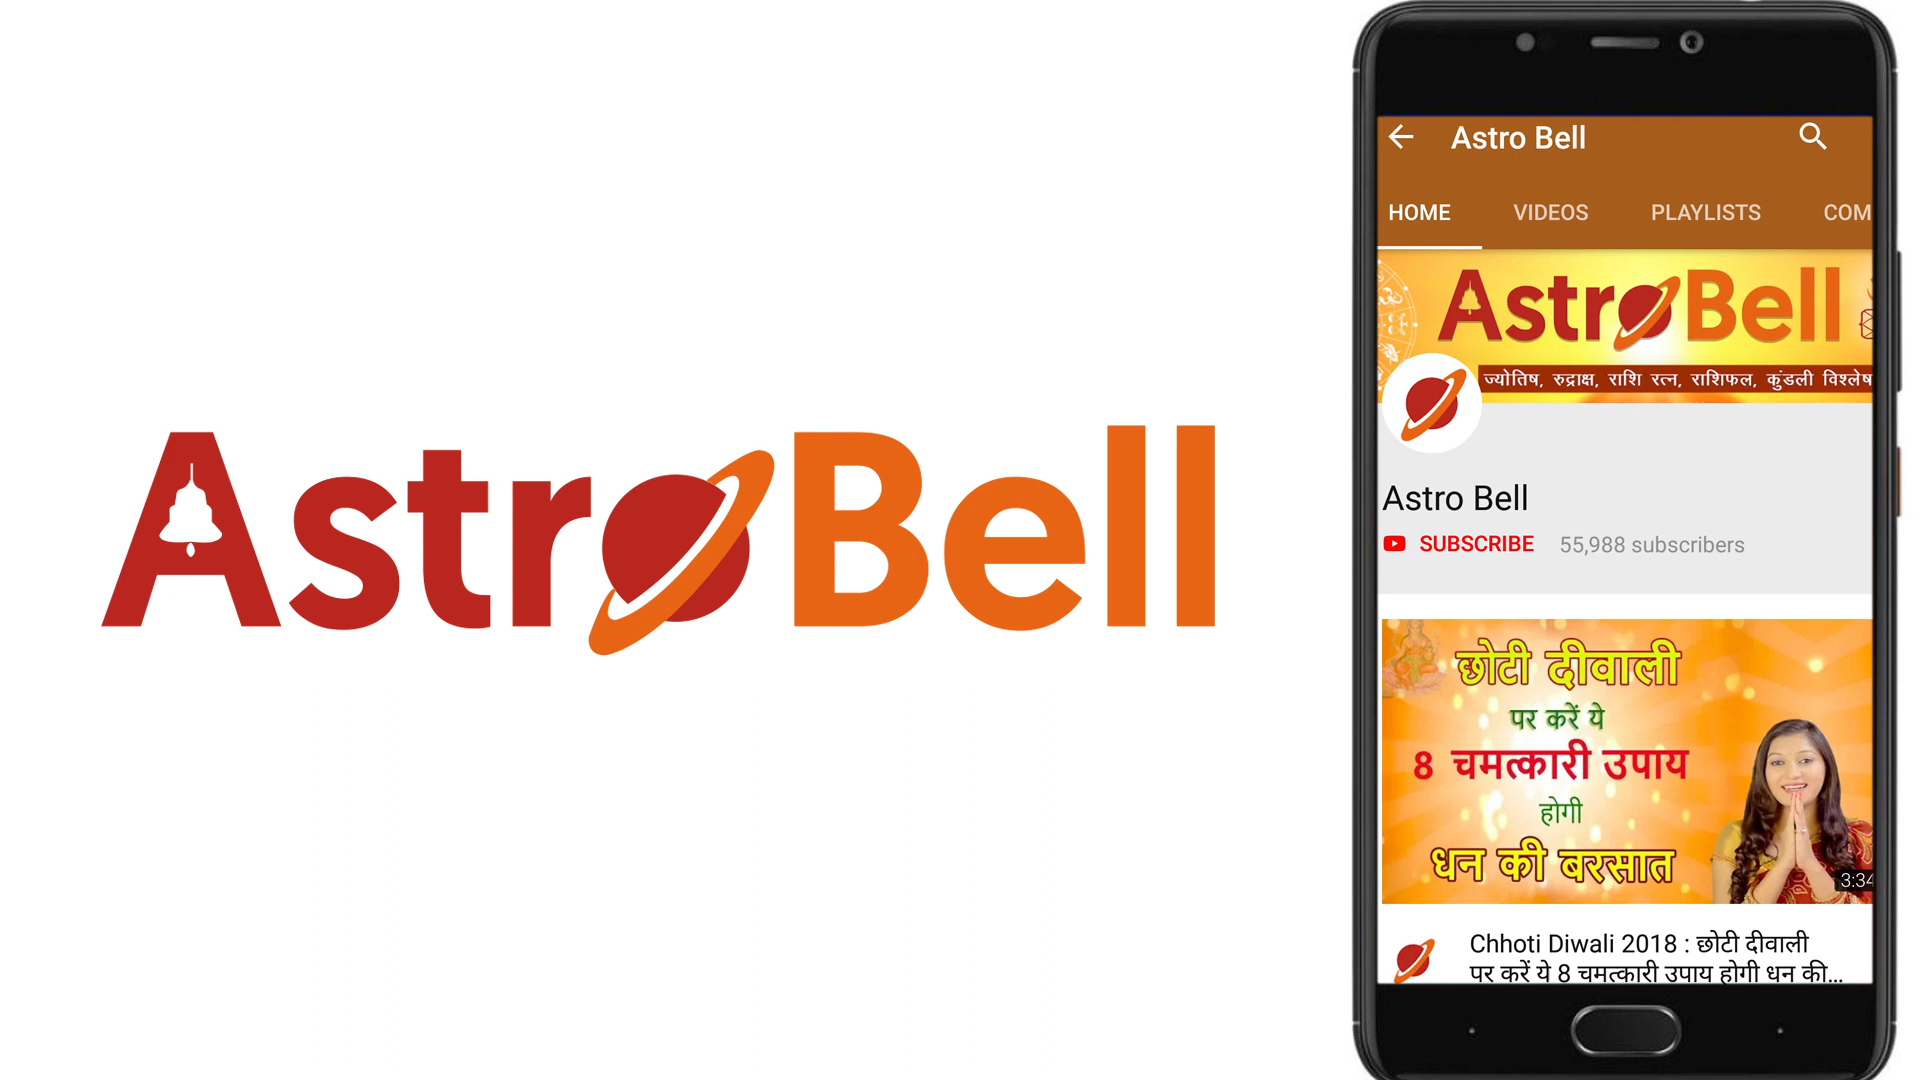 AstroBell
Astro Bell
HOME VIDEOS PLAYLISTS COM
AstroBell
ज्योतिष, रुद्राक्ष, राशि रत्न, राशिफल, कुंडली विश्लेष
Astro Bell
SUBSCRIBE 55,988 subscribers
छोटी दीवाली
पर करें ये
8 चमत्कारी उपाय
होगी
धन की बरसात
3:34
Chhoti Diwali 2018 : छोटी दीवाली
पर करें ये 8 चमत्कारी उपाय होगी धन की...